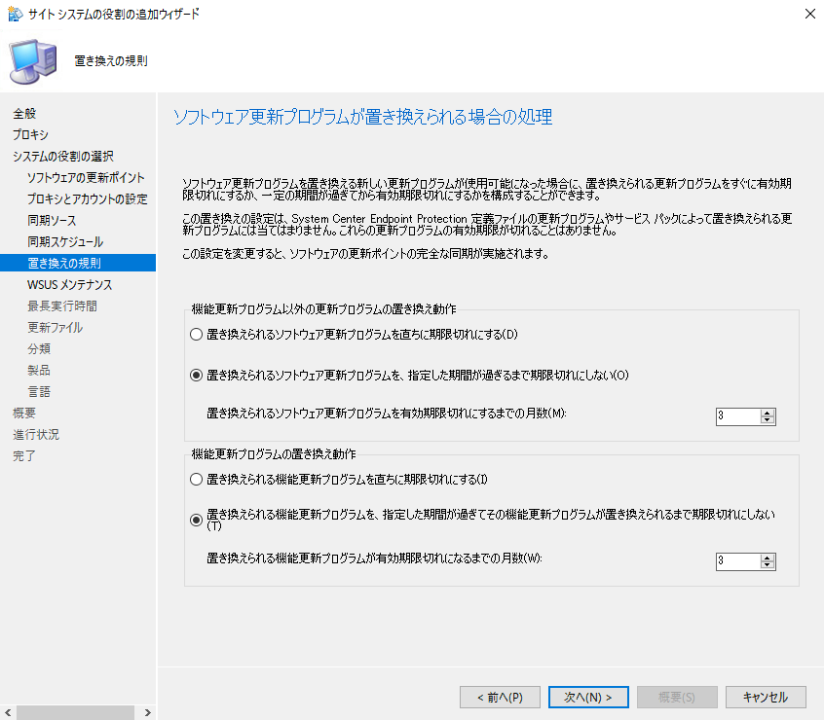 サイト システムの役割の追加ウィザード
置き換えの規則
全般
プロキシ
システムの役割の選択
ソフトウェアの更新ポイント
プロキシとアカウントの設定
同期ソース
同期スケジュール
置き換えの規則
WSUS メンテナンス
最長実行時間
更新ファイル
分類
製品
言語
概要
進行状況
完了
ソフトウェア更新プログラムが置き換えられる場合の処理
ソフトウェア更新プログラムを置き換える新しい更新プログラムが使用可能になった場合に、置き換えられる更新プログラムをすぐに有効期
限切れにするか、一定の期間が過ぎてから有効期限切れにするかを構成することができます。
この置き換えの設定は、System Center Endpoint Protection 定義ファイルの更新プログラムやサービス パックによって置き換えられる更
新プログラムには当てはまりません。これらの更新プログラムの有効期限が切れることはありません。
この設定を変更すると、ソフトウェアの更新ポイントの完全な同期が実施されます。
機能更新プログラム以外の更新プログラムの置き換え動作
置き換えられるソフトウェア更新プログラムを直ちに期限切れにする(D)
置き換えられるソフトウェア更新プログラムを、指定した期間が過ぎるまで期限切れにしない(O)
置き換えられるソフトウェア更新プログラムを有効期限切れにするまでの月数(M):
3
機能更新プログラムの置き換え動作
置き換えられる機能更新プログラムを直ちに期限切れにする(I)
置き換えられる機能更新プログラムを、指定した期間が過ぎてその機能更新プログラムが置き換えられるまで期限切れにしない
(T)
置き換えられる機能更新プログラムが有効期限切れになるまでの月数(W):
3
< 前へ(P)
次へ(N) >
概要(S)
キャンセル